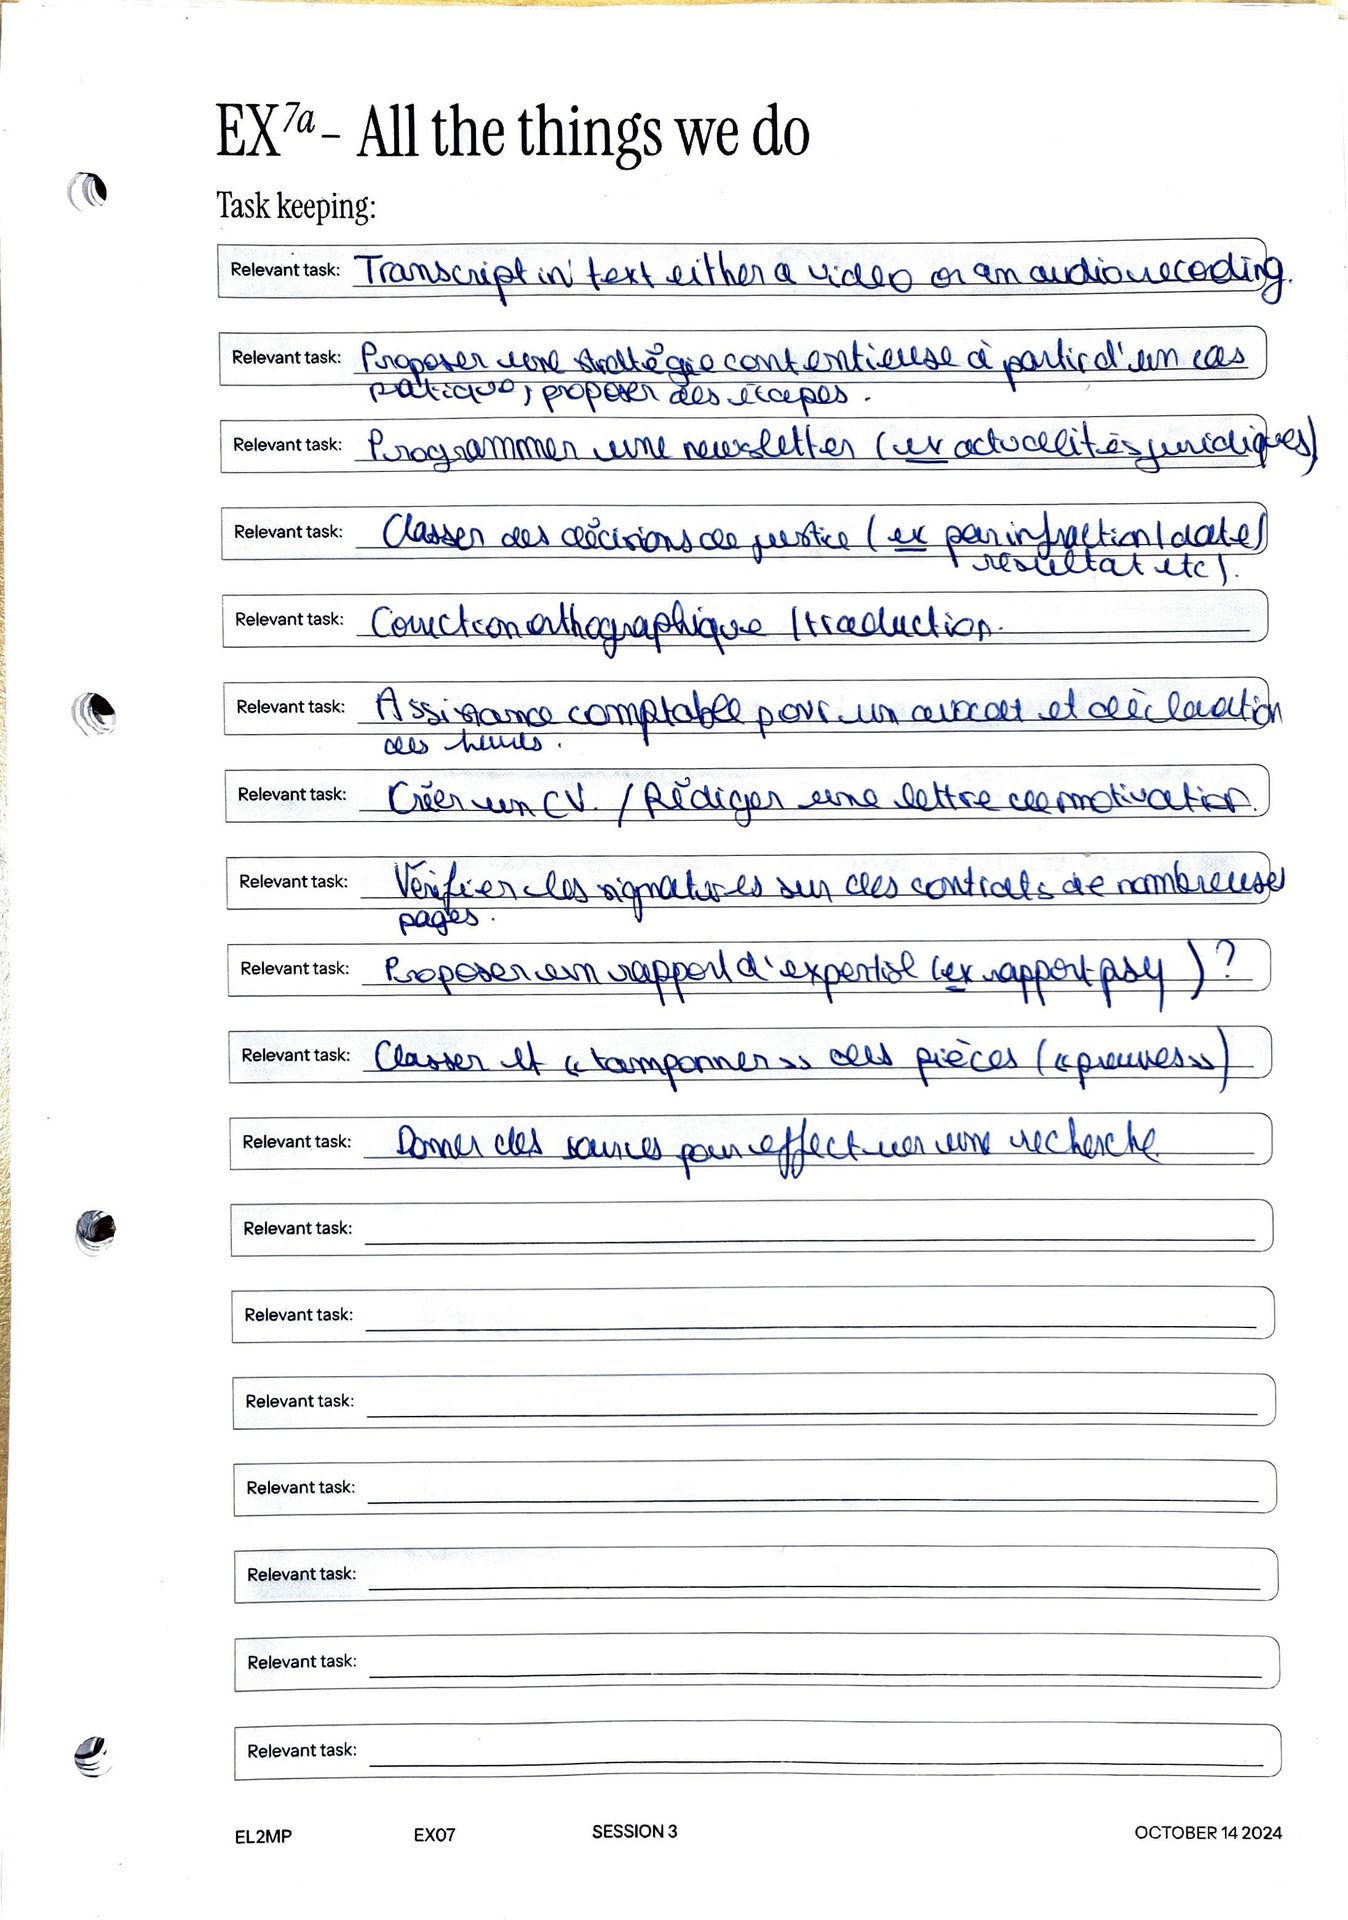 EX7a – All the things we do
Task keeping:
Relevant task: Transcript in text either a video or an audio recoding.
Relevant task: Proposer une stratégie contentieuse à partir d'un cas
pratique, proposer des étapes.
Relevant task: Programmer une newsletter (ex actualités juridiques)
Relevant task: Classer des décisions de justice (ex par infraction/date/
résultat etc).
Relevant task: Correction orthographique / traduction.
Relevant task: Assistance comptable pour un avocat et déclaration
des heures.
Relevant task: Créer un CV. / Rédiger une lettre de motivation.
Relevant task: Vérifier les signatures sur des contrats de nombreuses
pages.
Relevant task: Proposer un rapport d'expertise (ex rapport psy) ?
Relevant task: Classer et « tamponner » des pièces (« preuves »)
Relevant task: Donner des sources pour effectuer une recherche.
Relevant task:
Relevant task:
Relevant task:
Relevant task:
Relevant task:
Relevant task:
Relevant task:
EL2MP EX07 SESSION 3 OCTOBER 14 2024